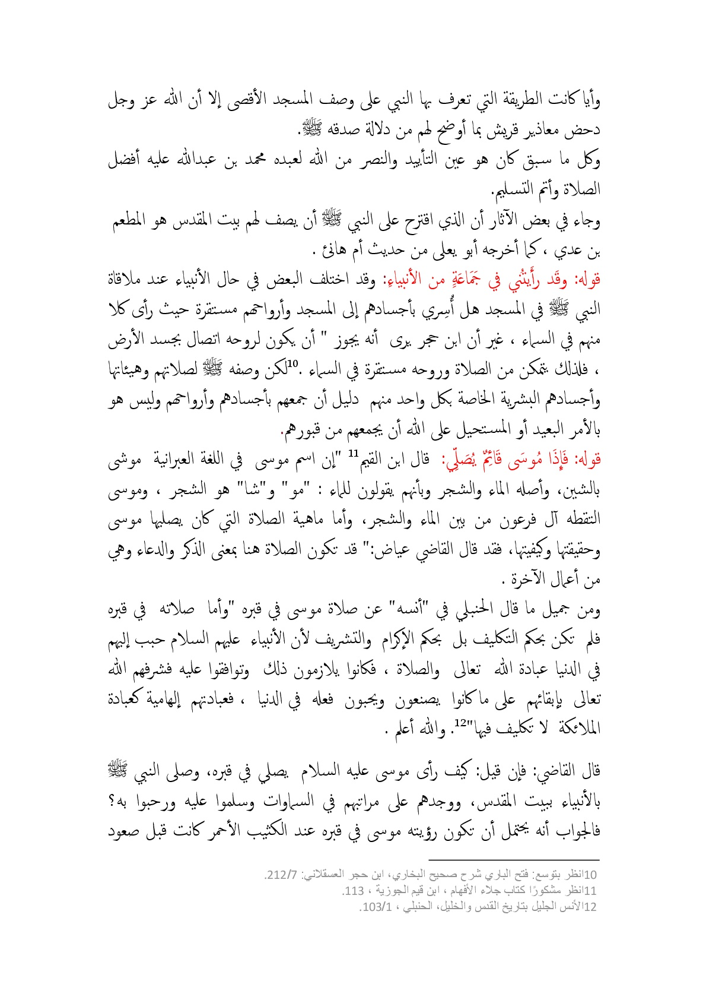 وأيا كانت الطريقة التي تعرف بها النبي على وصف المسجد الأقصى إلا أن الله عز وجل
دحض معاذير قريش بما أوضح لهم من دلالة صدقه ﷺ.
وكل ما سبق كان هو عين التأييد والنصر من الله لعبده محمد بن عبدالله عليه أفضل
الصلاة وأتم التسليم.
وجاء في بعض الآثار أن الذي اقترح على النبي ﷺ أن يصف لهم بيت المقدس هو المطعم
بن عدي ، كما أخرجه أبو يعلى من حديث أم هانئ .
قوله: وقَد رأَيتُني في جَمَاعَةٍ من الأنبياءِ: وقد اختلف البعض في حال الأنبياء عند ملاقاة
النبي ﷺ في المسجد هل أُسِري بأجسادهم إلى المسجد وأرواحهم مستقرة حيث رأى كلا
منهم في السماء ، غير أن ابن حجر يرى أنه يجوز " أن يكون لروحه اتصال بجسد الأرض
، فلذلك يتمكن من الصلاة وروحه مستقرة في السماء .10لكن وصفه ﷺ لصلاتهم وهيئاتها
وأجسادهم البشرية الخاصة بكل واحد منهم دليل أن جمعهم بأجسادهم وأرواحهم وليس هو
بالأمر البعيد أو المستحيل على الله أن يجمعهم من قبورهم.
قوله: فَإِذَا مُوسَى قَائِمٌ يُصَلِّي: قال ابن القيم11 "إن اسم موسى في اللغة العبرانية موشى
بالشين، وأصله الماء والشجر وبأنهم يقولون للماء : "مو" و"شا" هو الشجر ، وموسى
التقطه آل فرعون من بين الماء والشجر، وأما ماهية الصلاة التي كان يصليها موسى
وحقيقتها وكيفيتها، فقد قال القاضي عياض:" قد تكون الصلاة هنا بمعنى الذكر والدعاء وهي
من أعمال الآخرة .
ومن جميل ما قال الحنبلي في "أنسه" عن صلاة موسى في قبره "وأما صلاته في قبره
فلم تكن بحكم التكليف بل بحكم الإكرام والتشريف لأن الأنبياء عليهم السلام حبب إليهم
في الدنيا عبادة الله تعالى والصلاة ، فكانوا يلازمون ذلك وتوافقوا عليه فشرفهم الله
تعالى بإبقائهم على ما كانوا يصنعون ويحبون فعله في الدنيا ، فعبادتهم إلهامية كعبادة
الملائكة لا تكليف فيها"12. والله أعلم .
قال القاضي: فإن قيل: كيف رأى موسى عليه السلام يصلي في قبره، وصلى النبي ﷺ
بالأنبياء ببيت المقدس، ووجدهم على مراتبهم في السماوات وسلموا عليه ورحبوا به؟
فالجواب أنه يحتمل أن تكون رؤيته موسى في قبره عند الكثيب الأحمر كانت قبل صعود
10انظر بتوسع: فتح الباري شرح صحيح البخاري، ابن حجر العسقلاني: 212/7.
11انظر مشكورًا كتاب جلاء الأفهام ، ابن قيم الجوزية ، 113.
12الأنس الجليل بتاريخ القدس والخليل، الحنبلي ، 103/1.